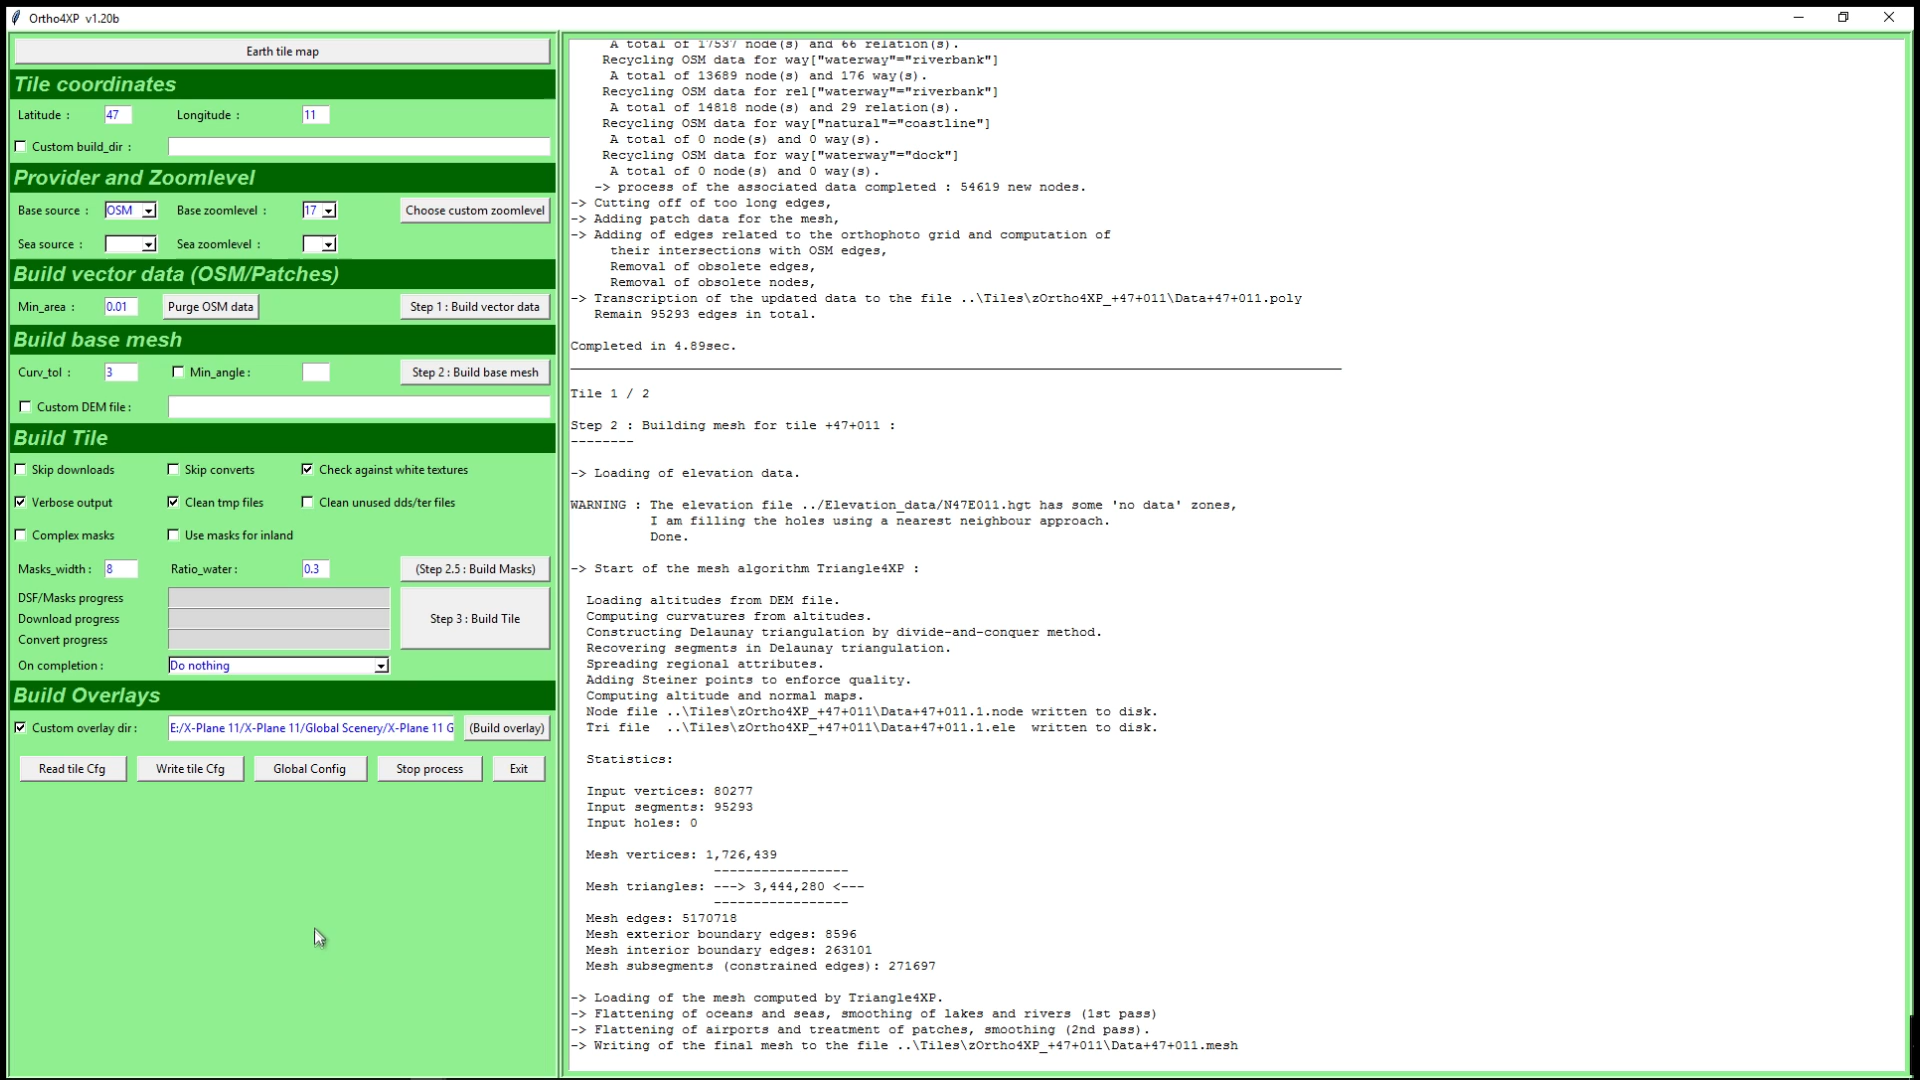 Ortho4XP v1.20b
Earth tile map
Tile coordinates
Latitude : 47 Longitude : 11
Custom build_dir :
Provider and Zoomlevel
Base source : OSM Base zoomlevel : 17 Choose custom zoomlevel
Sea source : Sea zoomlevel :
Build vector data (OSM/Patches)
Min_area : 0.01 Purge OSM data Step 1 : Build vector data
Build base mesh
Curv_tol : 3 Min_angle : Step 2 : Build base mesh
Custom DEM file :
Build Tile
Skip downloads Skip converts Check against white textures
Verbose output Clean tmp files Clean unused dds/ter files
Complex masks Use masks for inland
Masks_width : 8 Ratio_water : 0.3 (Step 2.5 : Build Masks)
DSF/Masks progress
Download progress Step 3 : Build Tile
Convert progress
On completion : Do nothing
Build Overlays
Custom overlay dir : E:/X-Plane 11/X-Plane 11/Global Scenery/X-Plane 11 G (Build overlay)
Read tile Cfg Write tile Cfg Global Config Stop process Exit
A total of 17537 node(s) and 66 relation(s).
Recycling OSM data for way["waterway"="riverbank"]
A total of 13689 node(s) and 176 way(s).
Recycling OSM data for rel["waterway"="riverbank"]
A total of 14818 node(s) and 29 relation(s).
Recycling OSM data for way["natural"="coastline"]
A total of 0 node(s) and 0 way(s).
Recycling OSM data for way["waterway"="dock"]
A total of 0 node(s) and 0 way(s).
-> process of the associated data completed : 54619 new nodes.
-> Cutting off of too long edges,
-> Adding patch data for the mesh,
-> Adding of edges related to the orthophoto grid and computation of
their intersections with OSM edges,
Removal of obsolete edges,
Removal of obsolete nodes,
-> Transcription of the updated data to the file ..\Tiles\zOrtho4XP_+47+011\Data+47+011.poly
Remain 95293 edges in total.
Completed in 4.89sec.
Tile 1 / 2
Step 2 : Building mesh for tile +47+011 :
--------
-> Loading of elevation data.
WARNING : The elevation file ../Elevation_data/N47E011.hgt has some 'no data' zones,
I am filling the holes using a nearest neighbour approach.
Done.
-> Start of the mesh algorithm Triangle4XP :
Loading altitudes from DEM file.
Computing curvatures from altitudes.
Constructing Delaunay triangulation by divide-and-conquer method.
Recovering segments in Delaunay triangulation.
Spreading regional attributes.
Adding Steiner points to enforce quality.
Computing altitude and normal maps.
Node file ..\Tiles\zOrtho4XP_+47+011\Data+47+011.1.node written to disk.
Tri file ..\Tiles\zOrtho4XP_+47+011\Data+47+011.1.ele written to disk.
Statistics:
Input vertices: 80277
Input segments: 95293
Input holes: 0
Mesh vertices: 1,726,439
-----------------
Mesh triangles: ---> 3,444,280 <---
-----------------
Mesh edges: 5170718
Mesh exterior boundary edges: 8596
Mesh interior boundary edges: 263101
Mesh subsegments (constrained edges): 271697
-> Loading of the mesh computed by Triangle4XP.
-> Flattening of oceans and seas, smoothing of lakes and rivers (1st pass)
-> Flattening of airports and treatment of patches, smoothing (2nd pass).
-> Writing of the final mesh to the file ..\Tiles\zOrtho4XP_+47+011\Data+47+011.mesh